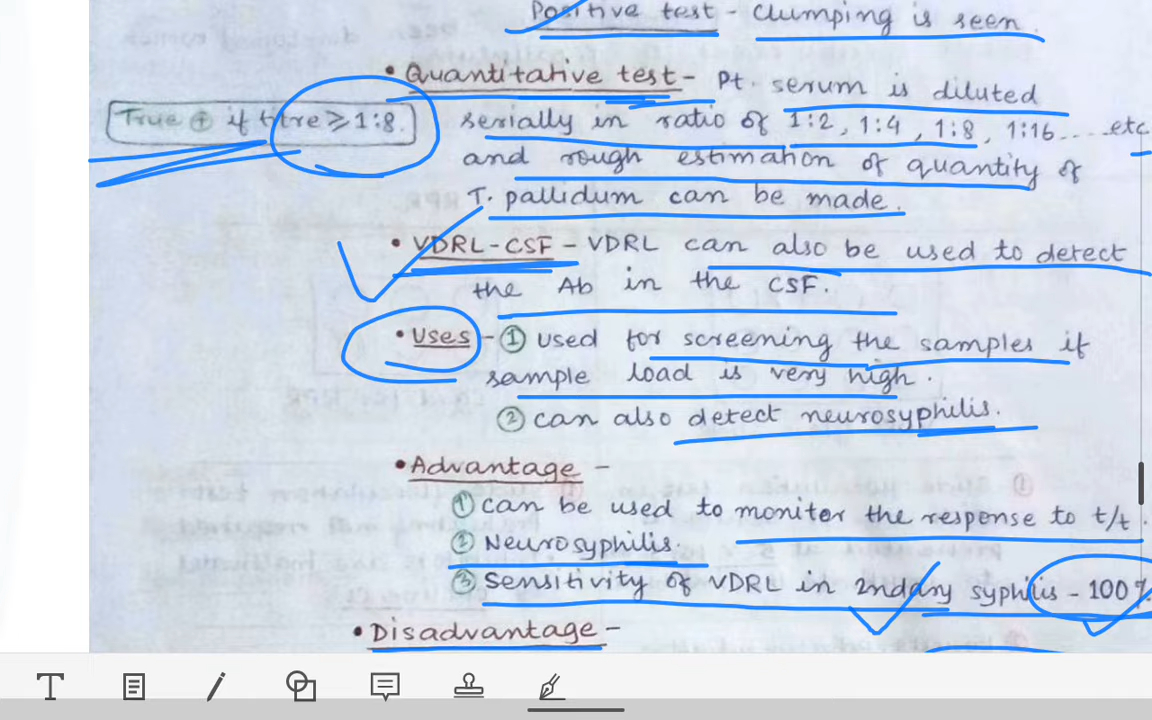 Positive test - Clumping is seen.
• Quantitative test - Pt. serum is diluted
True + if titre ≥ 1:8.
serially in ratio of 1:2, 1:4, 1:8, 1:16.... etc
and rough estimation of quantity of
T. pallidum can be made.
• VDRL-CSF - VDRL can also be used to detect
the Ab in the CSF.
• Uses - ① used for screening the samples if
sample load is very high.
② can also detect neurosyphilis.
• Advantage -
① can be used to monitor the response to t/t.
② Neurosyphilis.
③ Sensitivity of VDRL in 2ndary syphilis - 100%.
• Disadvantage -
T